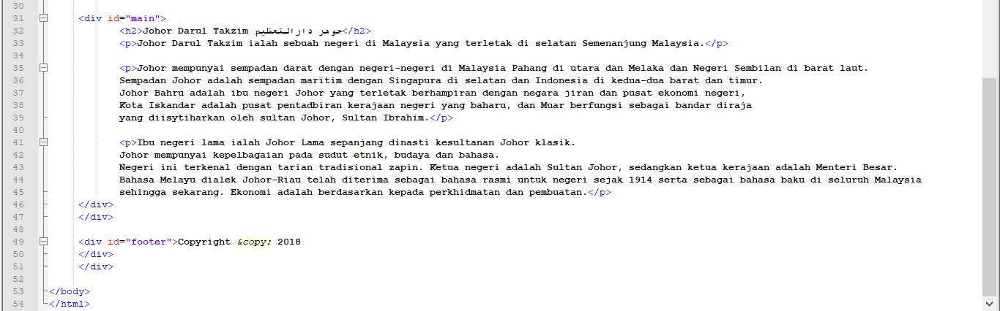 30
31 <div id="main">
32 <h2>Johor Darul Takzim جوهر دارالتعظيم</h2>
33 <p>Johor Darul Takzim ialah sebuah negeri di Malaysia yang terletak di selatan Semenanjung Malaysia.</p>
34
35 <p>Johor mempunyai sempadan darat dengan negeri-negeri di Malaysia Pahang di utara dan Melaka dan Negeri Sembilan di barat laut.
36 Sempadan Johor adalah sempadan maritim dengan Singapura di selatan dan Indonesia di kedua-dua barat dan timur.
37 Johor Bahru adalah ibu negeri Johor yang terletak berhampiran dengan negara jiran dan pusat ekonomi negeri,
38 Kota Iskandar adalah pusat pentadbiran kerajaan negeri yang baharu, dan Muar berfungsi sebagai bandar diraja
39 yang diisytiharkan oleh sultan Johor, Sultan Ibrahim.</p>
40
41 <p>Ibu negeri lama ialah Johor Lama sepanjang dinasti kesultanan Johor klasik.
42 Johor mempunyai kepelbagaian pada sudut etnik, budaya dan bahasa.
43 Negeri ini terkenal dengan tarian tradisional zapin. Ketua negeri adalah Sultan Johor, sedangkan ketua kerajaan adalah Menteri Besar.
44 Bahasa Melayu dialek Johor-Riau telah diterima sebagai bahasa rasmi untuk negeri sejak 1914 serta sebagai bahasa baku di seluruh Malaysia
45 sehingga sekarang. Ekonomi adalah berdasarkan kepada perkhidmatan dan pembuatan.</p>
46 </div>
47 </div>
48
49 <div id="footer">Copyright &copy; 2018
50 </div>
51 </div>
52
53 </body>
54 </html>